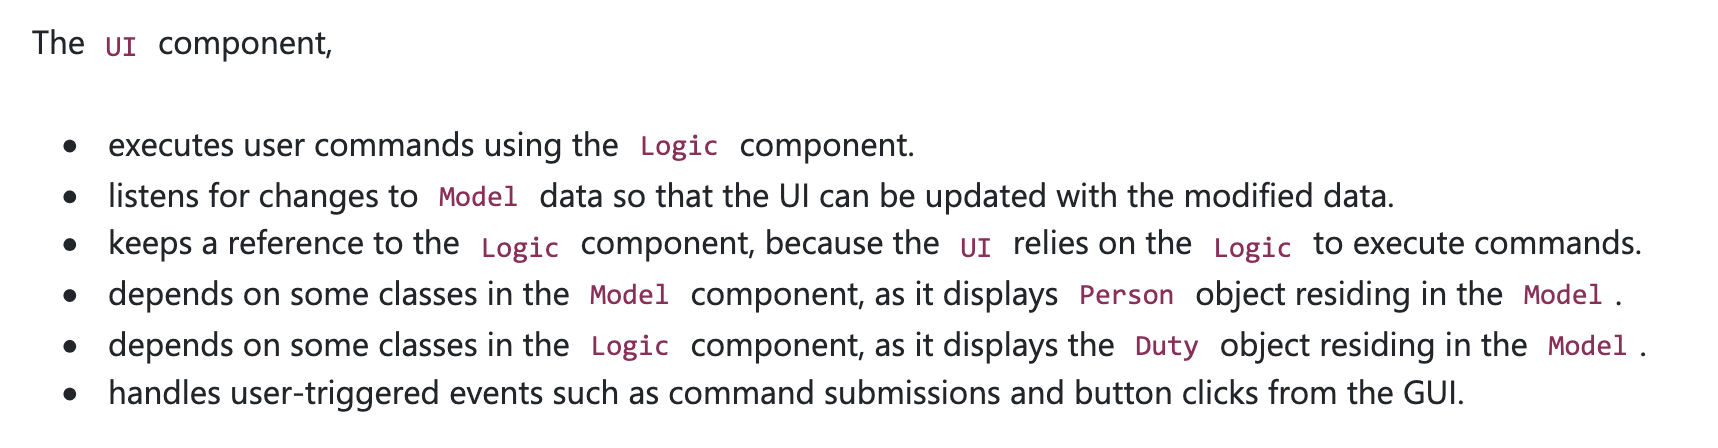 The UI component,
• executes user commands using the Logic component.
• listens for changes to Model data so that the UI can be updated with the modified data.
• keeps a reference to the Logic component, because the UI relies on the Logic to execute commands.
• depends on some classes in the Model component, as it displays Person object residing in the Model .
• depends on some classes in the Logic component, as it displays the Duty object residing in the Model .
• handles user-triggered events such as command submissions and button clicks from the GUI.